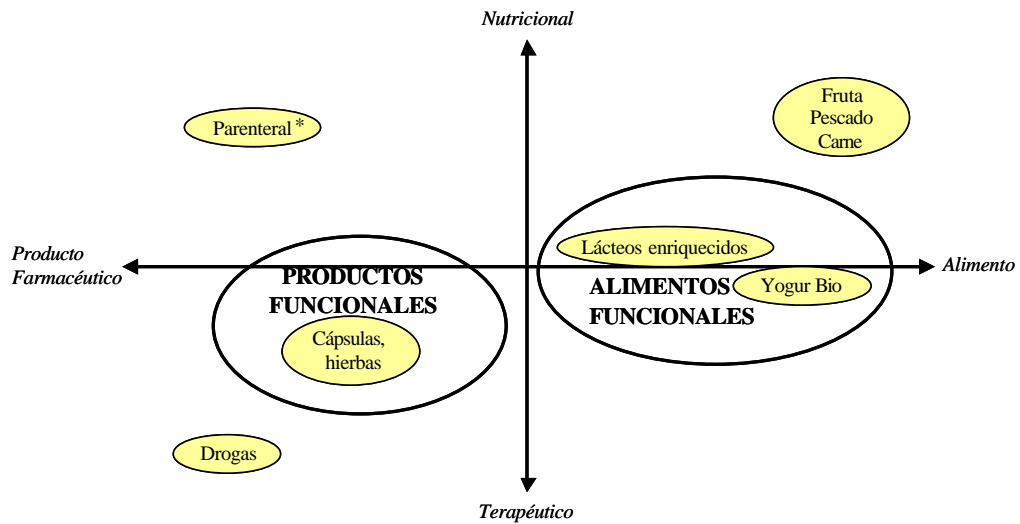 Nutricional
Fruta
Pescado
Carne
Parenteral *
Lácteos enriquecidos
Producto
Farmacéutico
Alimento
PRODUCTOS
FUNCIONALES
ALIMENTOS
FUNCIONALES
Yogur Bio
Cápsulas,
hierbas
Drogas
Terapéutico